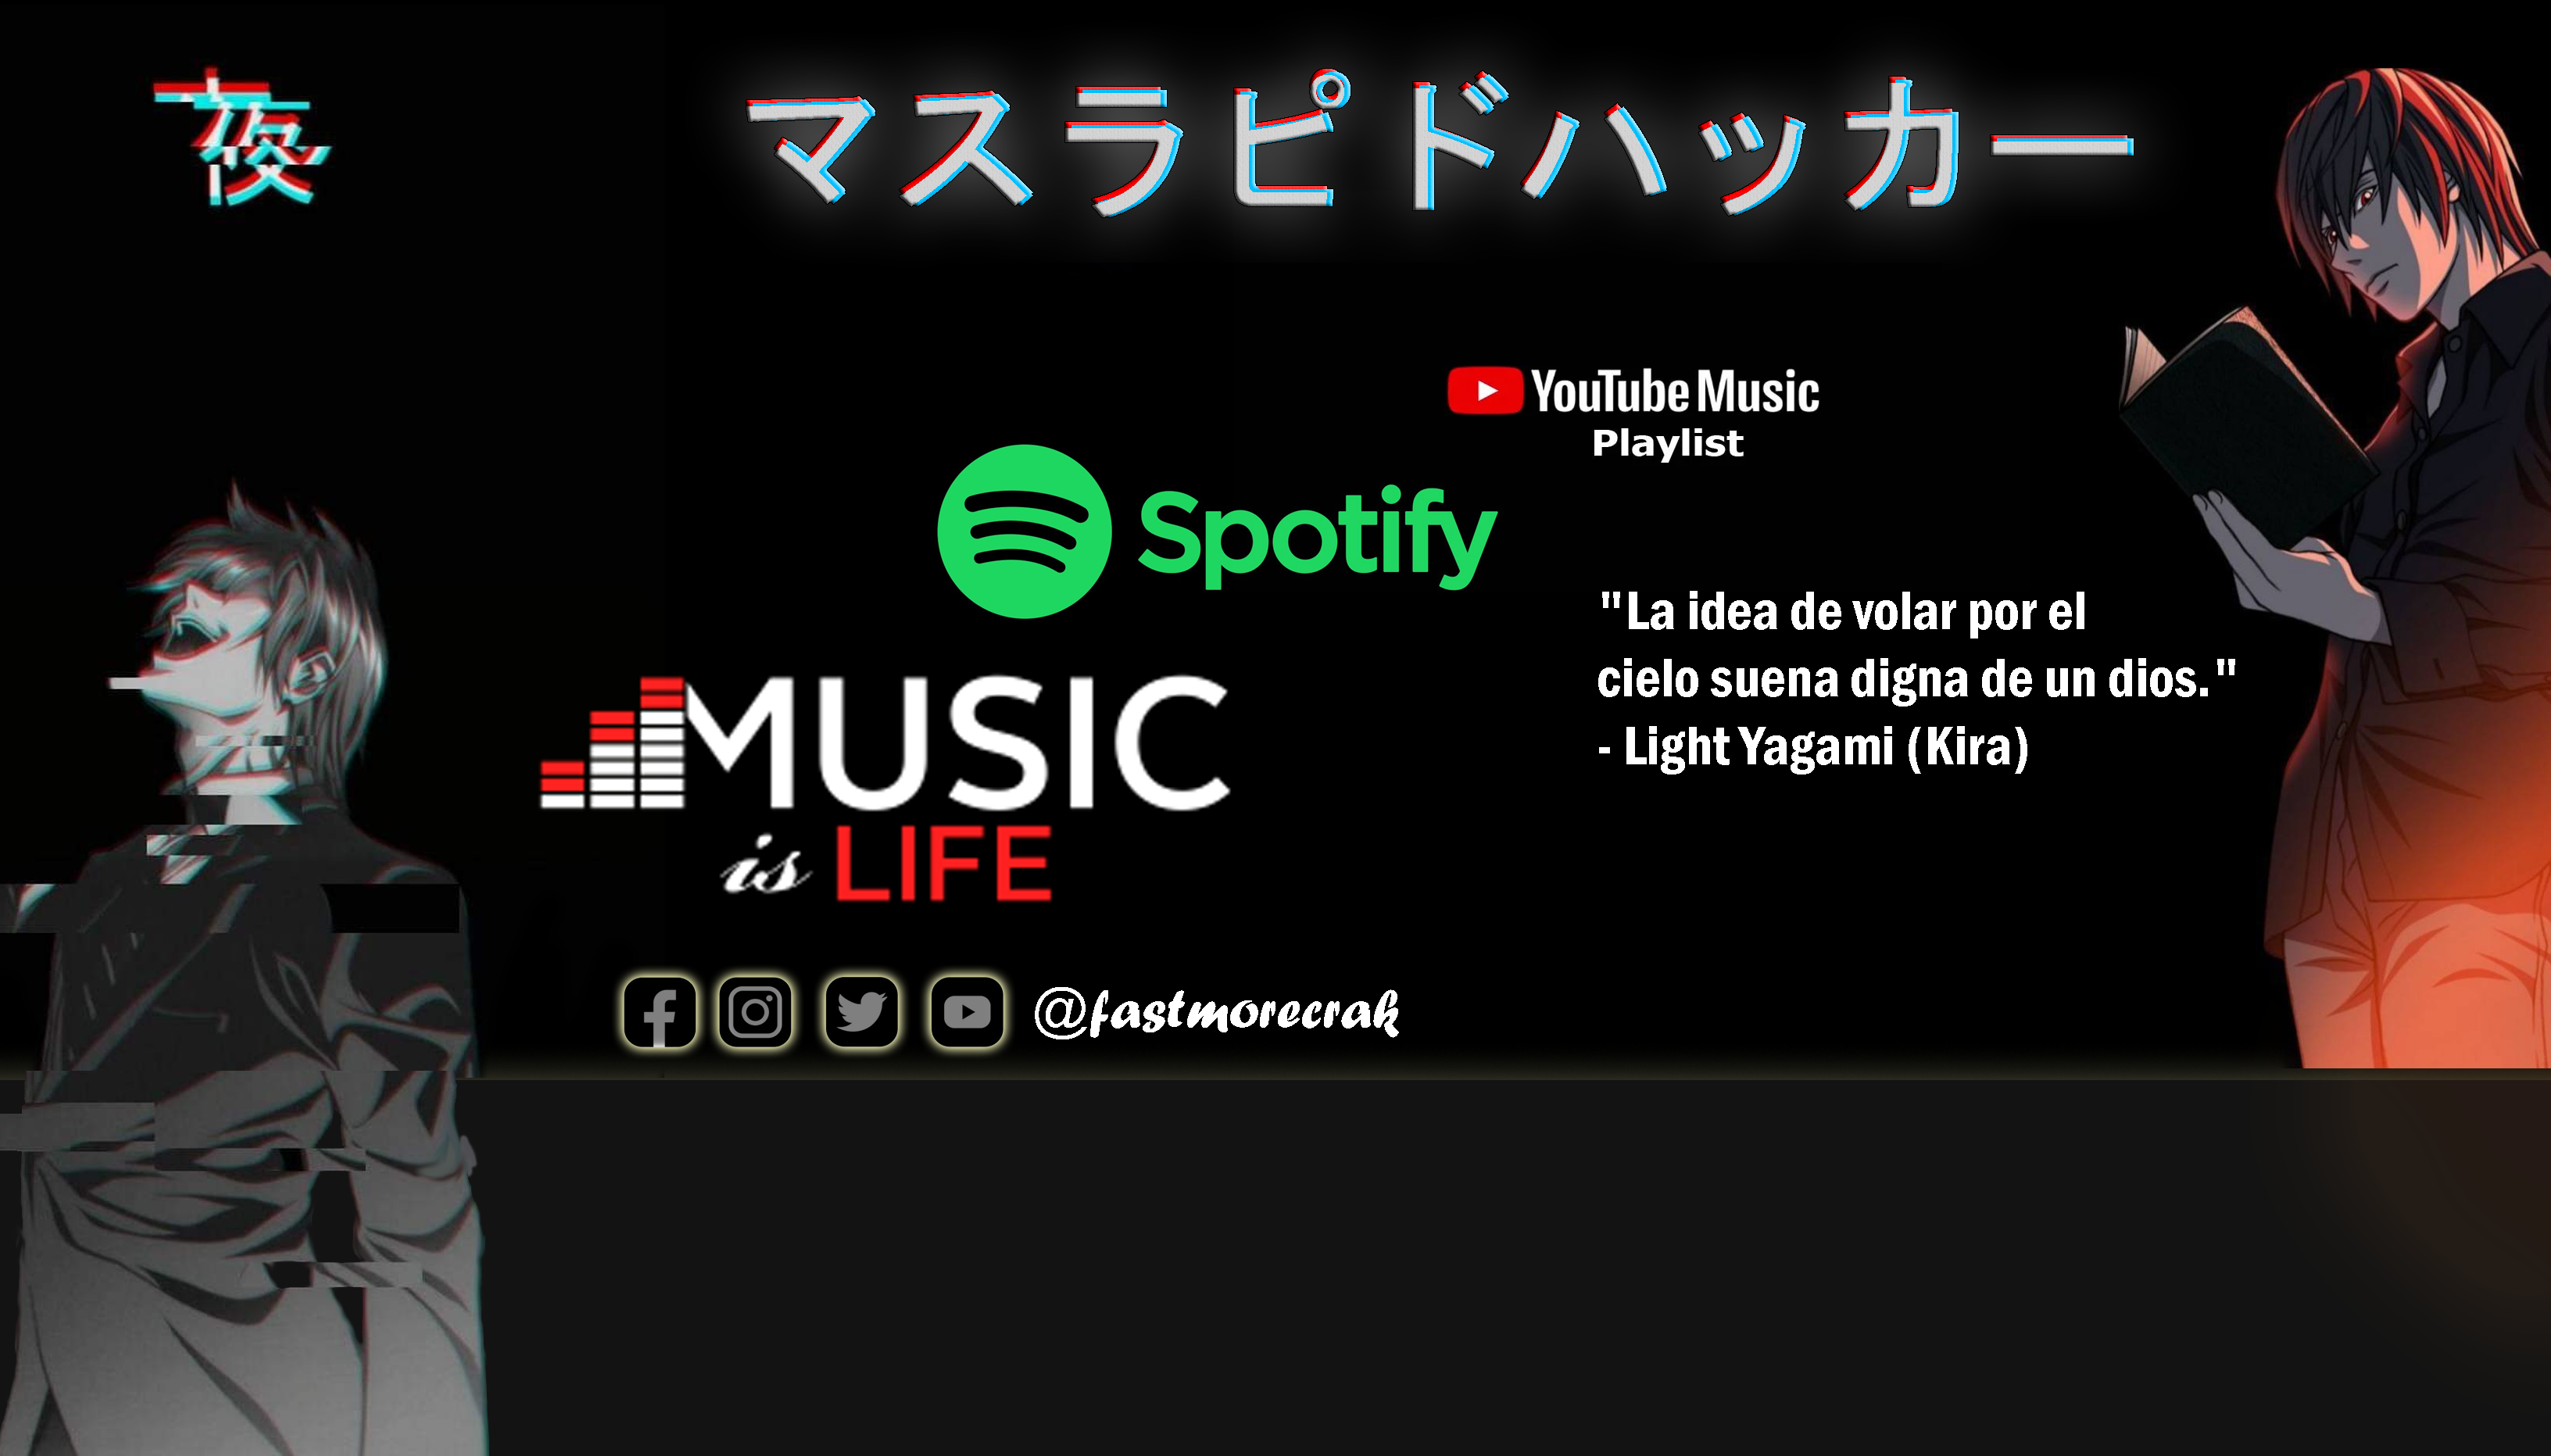 夜
マスラピドハッカー
YouTube Music
Playlist
Spotify
"La idea de volar por el
cielo suena digna de un dios."
- Light Yagami (Kira)
MUSIC
is LIFE
@fastmorecrak